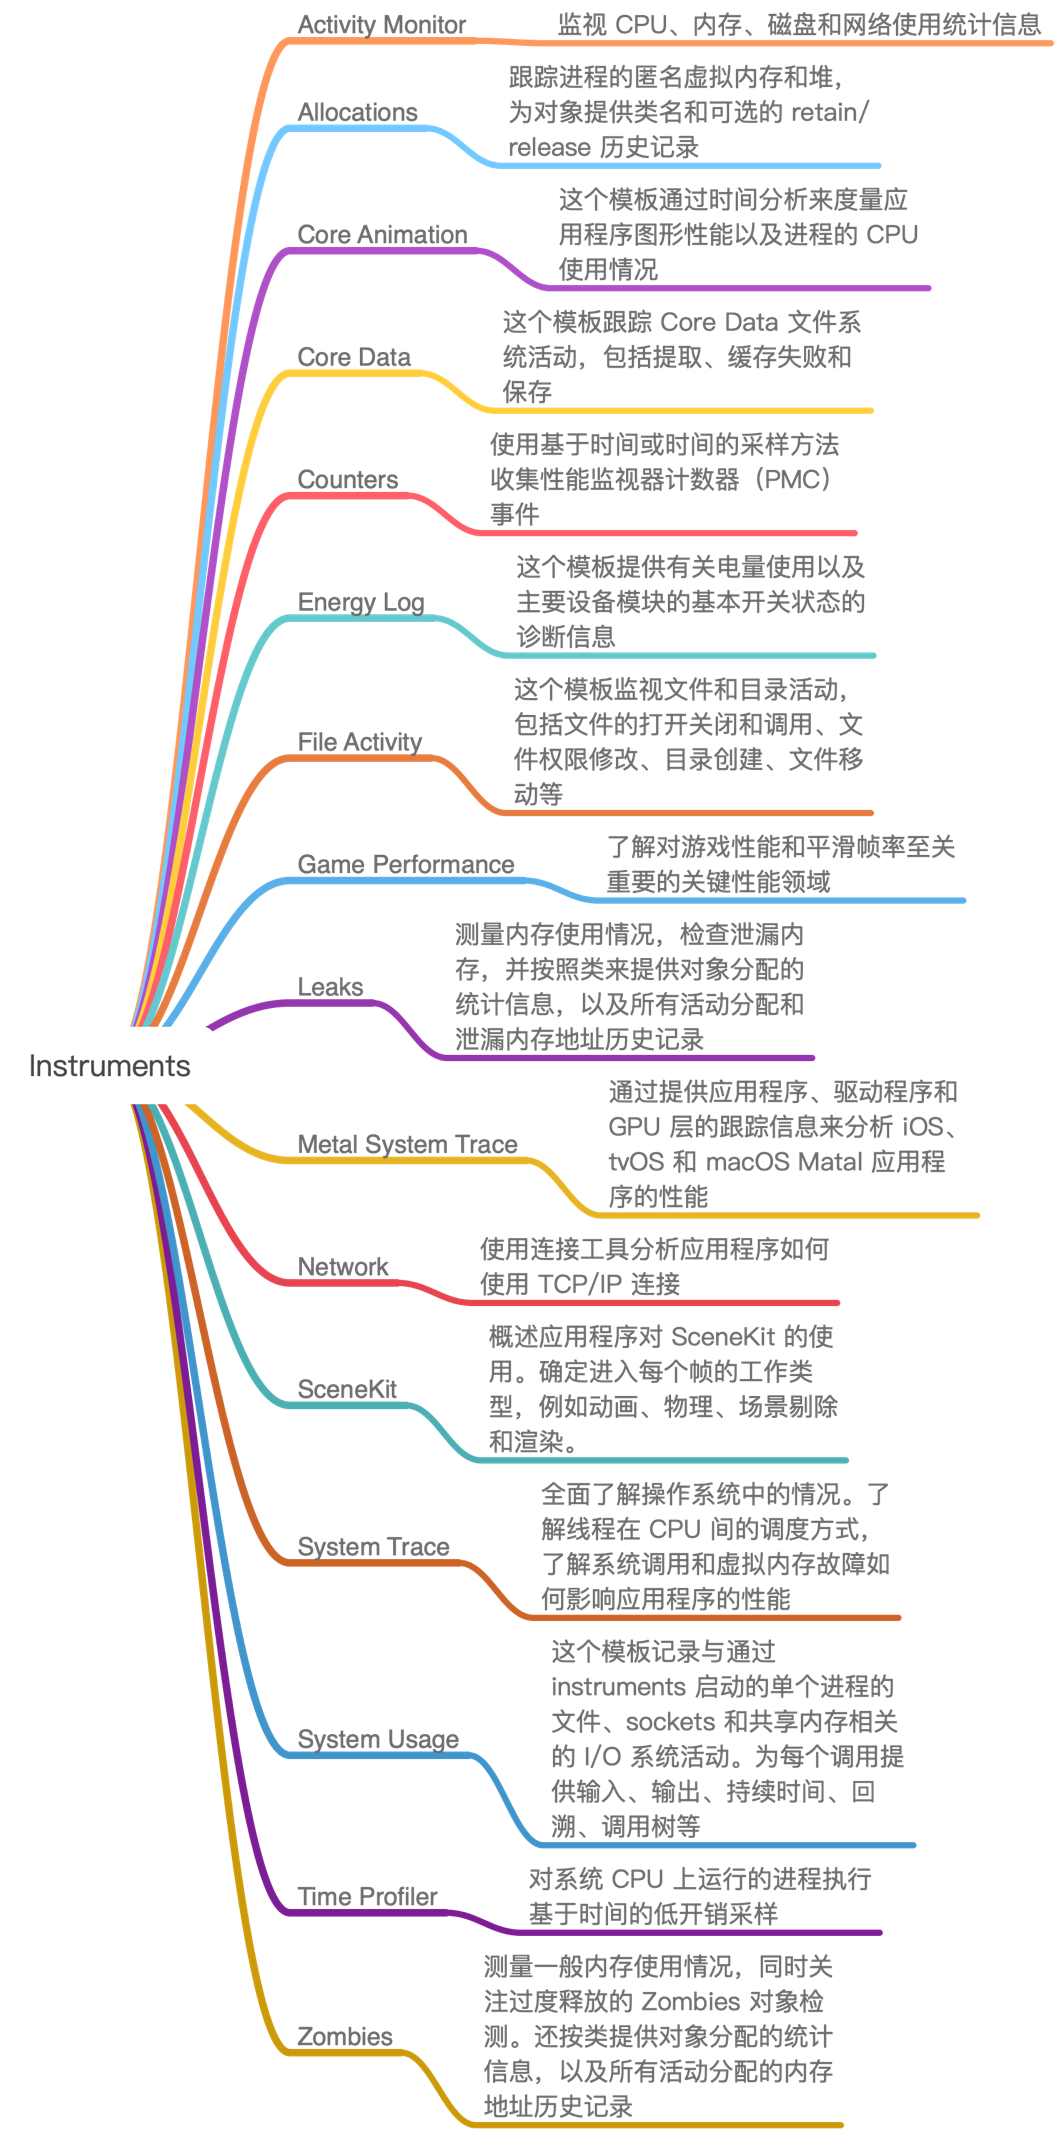 Activity Monitor
监视 CPU、内存、磁盘和网络使用统计信息
Allocations
跟踪进程的匿名虚拟内存和堆，
为对象提供类名和可选的 retain/
release 历史记录
Core Animation
这个模板通过时间分析来度量应
用程序图形性能以及进程的 CPU
使用情况
Core Data
这个模板跟踪 Core Data 文件系
统活动，包括提取、缓存失败和
保存
Counters
使用基于时间或时间的采样方法
收集性能监视器计数器（PMC）
事件
Energy Log
这个模板提供有关电量使用以及
主要设备模块的基本开关状态的
诊断信息
File Activity
这个模板监视文件和目录活动，
包括文件的打开关闭和调用、文
件权限修改、目录创建、文件移
动等
Game Performance
了解对游戏性能和平滑帧率至关
重要的关键性能领域
Leaks
测量内存使用情况，检查泄漏内
存，并按照类来提供对象分配的
统计信息，以及所有活动分配和
泄漏内存地址历史记录
Instruments
Metal System Trace
通过提供应用程序、驱动程序和
GPU 层的跟踪信息来分析 iOS、
tvOS 和 macOS Matal 应用程
序的性能
Network
使用连接工具分析应用程序如何
使用 TCP/IP 连接
SceneKit
概述应用程序对 SceneKit 的使
用。确定进入每个帧的工作类
型，例如动画、物理、场景剔除
和渲染。
System Trace
全面了解操作系统中的情况。了
解线程在 CPU 间的调度方式，
了解系统调用和虚拟内存故障如
何影响应用程序的性能
System Usage
这个模板记录与通过
instruments 启动的单个进程的
文件、sockets 和共享内存相关
的 I/O 系统活动。为每个调用提
供输入、输出、持续时间、回
溯、调用树等
Time Profiler
对系统 CPU 上运行的进程执行
基于时间的低开销采样
Zombies
测量一般内存使用情况，同时关
注过度释放的 Zombies 对象检
测。还按类提供对象分配的统计
信息，以及所有活动分配的内存
地址历史记录